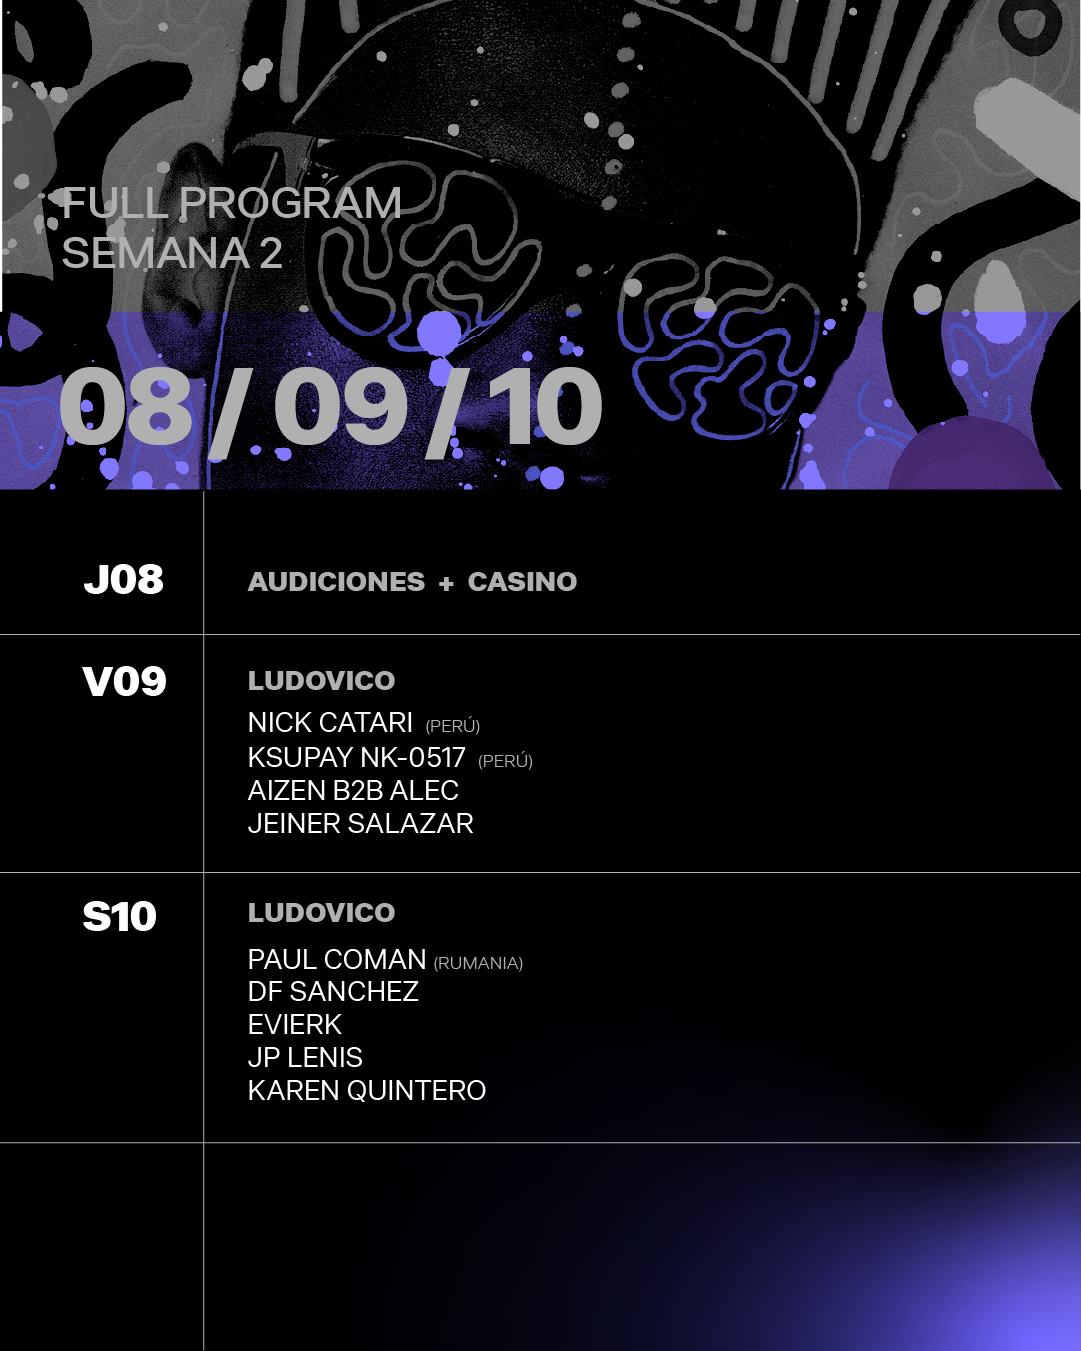 FULL PROGRAM
SEMANA 2
08 / 09 / 10
J08
AUDICIONES + CASINO
V09
LUDOVICO
NICK CATARI (PERÚ)
KSUPAY NK-0517 (PERÚ)
AIZEN B2B ALEC
JEINER SALAZAR
S10
LUDOVICO
PAUL COMAN (RUMANIA)
DF SANCHEZ
EVIERK
JP LENIS
KAREN QUINTERO